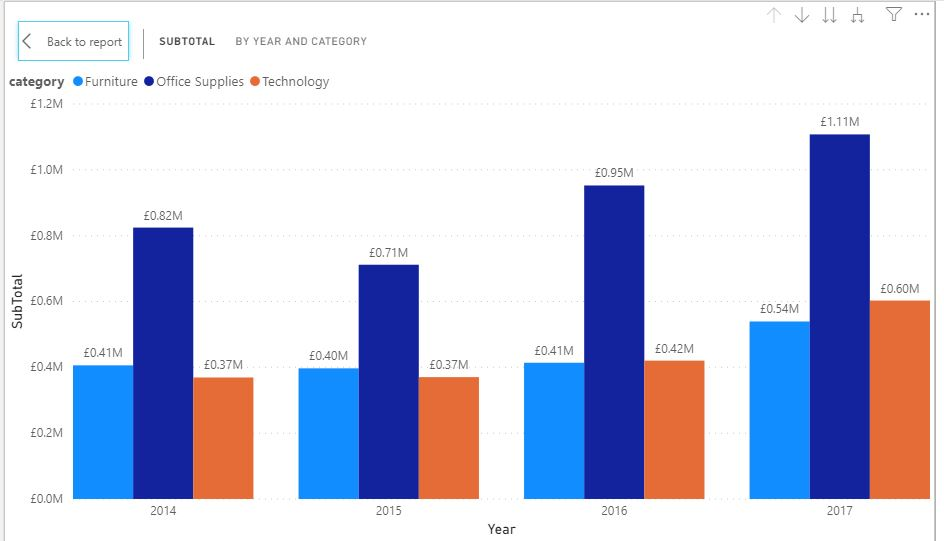 Back to report
SUBTOTAL BY YEAR AND CATEGORY
category Furniture Office Supplies Technology
£1.2M
£1.11M
£1.0M
£0.95M
£0.82M
£0.8M
£0.71M
£0.6M
£0.60M
£0.54M
£0.41M
£0.37M
£0.40M
£0.37M
£0.41M
£0.42M
£0.4M
£0.2M
£0.0M
SubTotal
2014 2015 2016 2017
Year